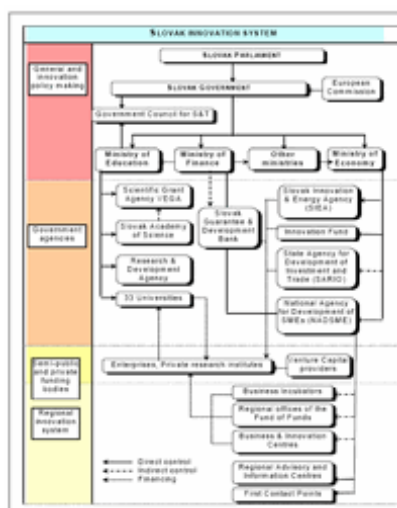 SLOVAK INNOVATION SYSTEM
General and
innovation
policy making
SLOVAK PARLIAMENT
SLOVAK GOVERNMENT
European
Commission
Government Council for S&T
Ministry of
Education
Ministry of
Finance
Other
ministries
Ministry of
Economy
Government
agencies
Scientific Grant
Agency VEGA
Slovak Academy
of Science
Research &
Development
Agency
33 Universities
Slovak
Guarantee &
Development
Bank
Slovak Innovation
& Energy Agency
(SIEA)
Innovation Fund
State Agency for
Development of
Investment and
Trade (SARIO)
National Agency
for Development
of SMEs (NADSME)
Semi-public
and private
funding
bodies
Enterprises, Private research institutes
Venture Capital
providers
Regional
innovation
system
Business Incubators
Regional offices of the
Fund of Funds
Business & Innovation
Centres
Regional Advisory and
Information Centres
First Contact Points
Direct control
Indirect control
Financing